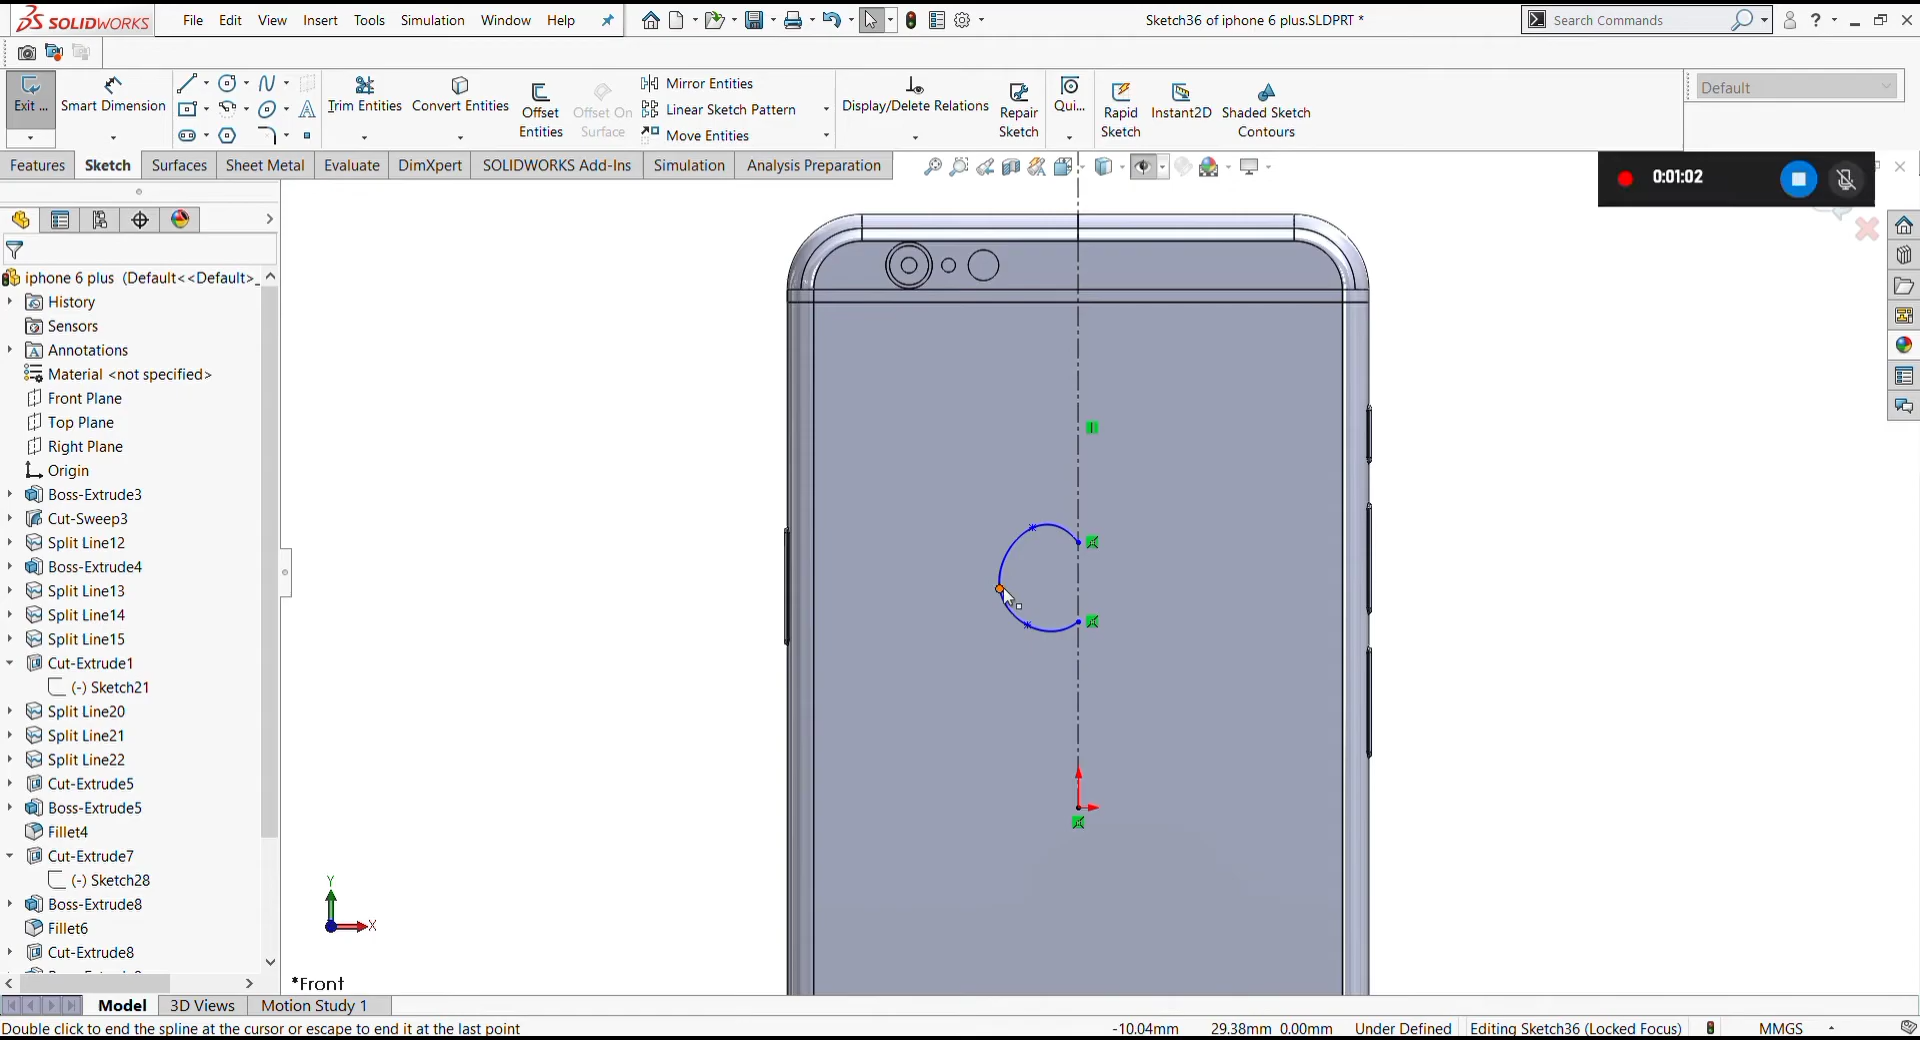 SOLIDWORKS
File Edit View Insert Tools Simulation Window Help
Sketch36 of iphone 6 plus.SLDPRT *
Search Commands
Exit ...
Smart Dimension
Trim Entities
Convert Entities
Offset
Entities
Offset On
Surface
Mirror Entities
Linear Sketch Pattern
Move Entities
Display/Delete Relations
Repair
Sketch
Qui...
Rapid
Sketch
Instant2D
Shaded Sketch
Contours
Default
Features Sketch Surfaces Sheet Metal Evaluate DimXpert SOLIDWORKS Add-Ins Simulation Analysis Preparation
0:01:02
iphone 6 plus (Default<<Default>_
History
Sensors
Annotations
Material <not specified>
Front Plane
Top Plane
Right Plane
Origin
Boss-Extrude3
Cut-Sweep3
Split Line12
Boss-Extrude4
Split Line13
Split Line14
Split Line15
Cut-Extrude1
(-) Sketch21
Split Line20
Split Line21
Split Line22
Cut-Extrude5
Boss-Extrude5
Fillet4
Cut-Extrude7
(-) Sketch28
Boss-Extrude8
Fillet6
Cut-Extrude8
Y
X
*Front
Model 3D Views Motion Study 1
Double click to end the spline at the cursor or escape to end it at the last point
-10.04mm 29.38mm 0.00mm Under Defined Editing Sketch36 (Locked Focus) MMGS